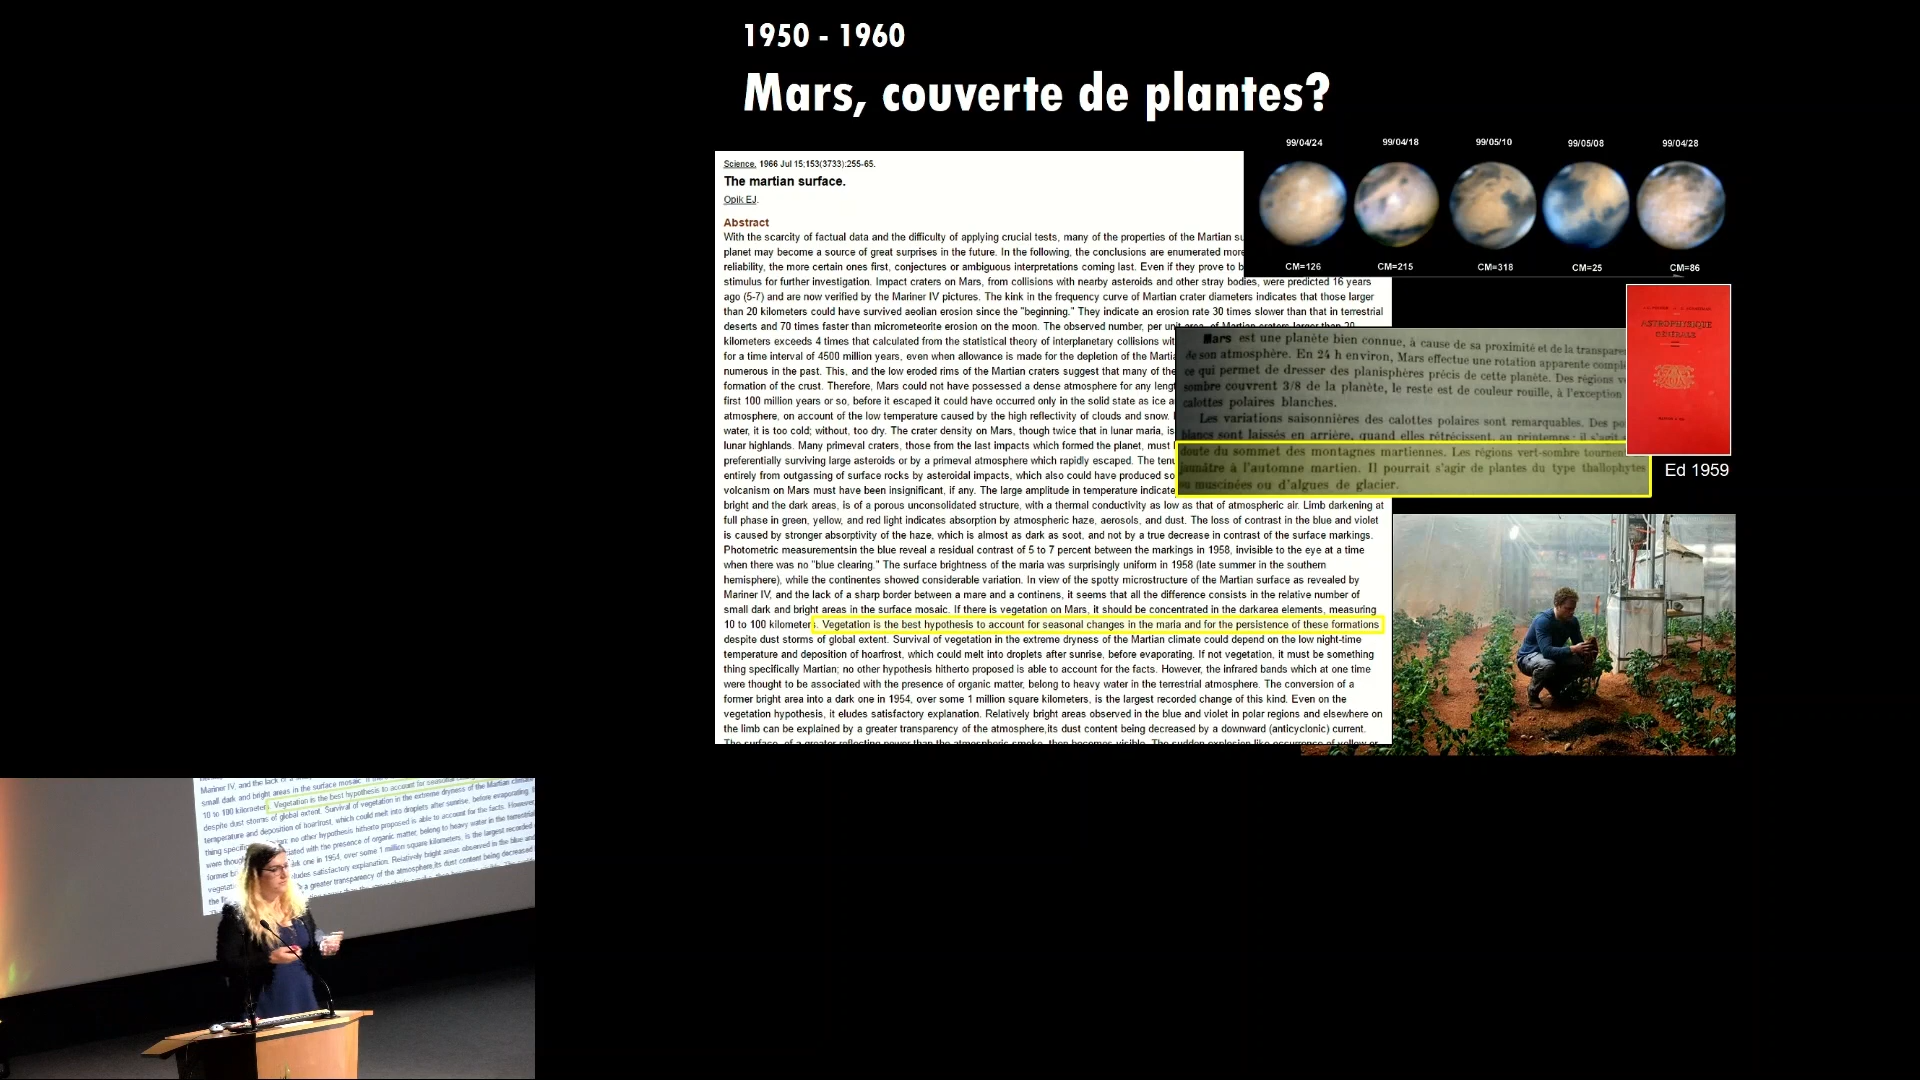 1950 - 1960
Mars, couverte de plantes?
99/04/24 99/04/18 99/05/10 99/05/08 99/04/28
CM=126 CM=215 CM=318 CM=25 CM=86
Science. 1966 Jul 15;153(3733):255-65.
The martian surface.
Opik EJ.
Abstract
With the scarcity of factual data and the difficulty of applying crucial tests, many of the properties of the Martian
planet may become a source of great surprises in the future. In the following, the conclusions are enumerated
reliability, the more certain ones first, conjectures or ambiguous interpretations coming last. Even if they prove to
stimulus for further investigation. Impact craters on Mars, from collisions with nearby asteroids and other stray bodies, were predicted 16 years
ago (5-7) and are now verified by the Mariner IV pictures. The kink in the frequency curve of Martian crater diameters indicates that those larger
than 20 kilometers could have survived aeolian erosion since the "beginning." They indicate an erosion rate 30 times slower than that in terrestrial
deserts and 70 times faster than micrometeorite erosion on the moon. The observed number, per unit area, of Martian craters larger than 20
kilometers exceeds 4 times that calculated from the statistical theory of interplanetary collisions
for a time interval of 4500 million years, even when allowance is made for the depletion of the
numerous in the past. This, and the low eroded rims of the Martian craters suggest that many of the
formation of the crust. Therefore, Mars could not have possessed a dense atmosphere for any
first 100 million years or so, before it escaped it could have occurred only in the solid state as ice
atmosphere, on account of the low temperature caused by the high reflectivity of clouds and snow.
water, it is too cold; without, too dry. The crater density on Mars, though twice that in lunar maria, is
lunar highlands. Many primeval craters, those from the last impacts which formed the planet, must
preferentially surviving large asteroids or by a primeval atmosphere which rapidly escaped. The
entirely from outgassing of surface rocks by asteroidal impacts, which also could have produced
volcanism on Mars must have been insignificant, if any. The large amplitude in temperature
bright and the dark areas, is of a porous unconsolidated structure, with a thermal conductivity as low as that of atmospheric air. Limb darkening at
full phase in green, yellow, and red light indicates absorption by atmospheric haze, aerosols, and dust. The loss of contrast in the blue and violet
is caused by stronger absorptivity of the haze, which is almost as dark as soot, and not by a true decrease in contrast of the surface markings.
Photometric measurementsin the blue reveal a residual contrast of 5 to 7 percent between the markings in 1958, invisible to the eye at a time
when there was no "blue clearing." The surface brightness of the maria was surprisingly uniform in 1958 (late summer in the southern
hemisphere), while the continentes showed considerable variation. In view of the spotty microstructure of the Martian surface as revealed by
Mariner IV, and the lack of a sharp border between a mare and a continens, it seems that all the difference consists in the relative number of
small dark and bright areas in the surface mosaic. If there is vegetation on Mars, it should be concentrated in the darkarea elements, measuring
10 to 100 kilometers. Vegetation is the best hypothesis to account for seasonal changes in the maria and for the persistence of these formations
despite dust storms of global extent. Survival of vegetation in the extreme dryness of the Martian climate could depend on the low night-time
temperature and deposition of hoarfrost, which could melt into droplets after sunrise, before evaporating. If not vegetation, it must be something
thing specifically Martian; no other hypothesis hitherto proposed is able to account for the facts. However, the infrared bands which at one time
were thought to be associated with the presence of organic matter, belong to heavy water in the terrestrial atmosphere. The conversion of a
former bright area into a dark one in 1954, over some 1 million square kilometers, is the largest recorded change of this kind. Even on the
vegetation hypothesis, it eludes satisfactory explanation. Relatively bright areas observed in the blue and violet in polar regions and elsewhere on
the limb can be explained by a greater transparency of the atmosphere,its dust content being decreased by a downward (anticyclonic) current.
Mars est une planète bien connue, à cause de sa proximité et de la
de son atmosphère. En 24 h environ, Mars effectue une rotation apparente
ce qui permet de dresser des planisphères précis de cette planète. Des régions
sombre couvrent 3/8 de la planète, le reste est de couleur rouille, à l'exception
calottes polaires blanches.
Les variations saisonnières des calottes polaires sont remarquables. Des
blancs sont laissés en arrière, quand elles rétrécissent, au printemps; il s'agit
doute du sommet des montagnes martiennes. Les régions vert-sombre
jaunâtre à l'automne martien. Il pourrait s'agir de plantes du type thallophytes
ou muscinées ou d'algues de glacier.
ASTROPHYSIQUE
GÉNÉRALE
Ed 1959